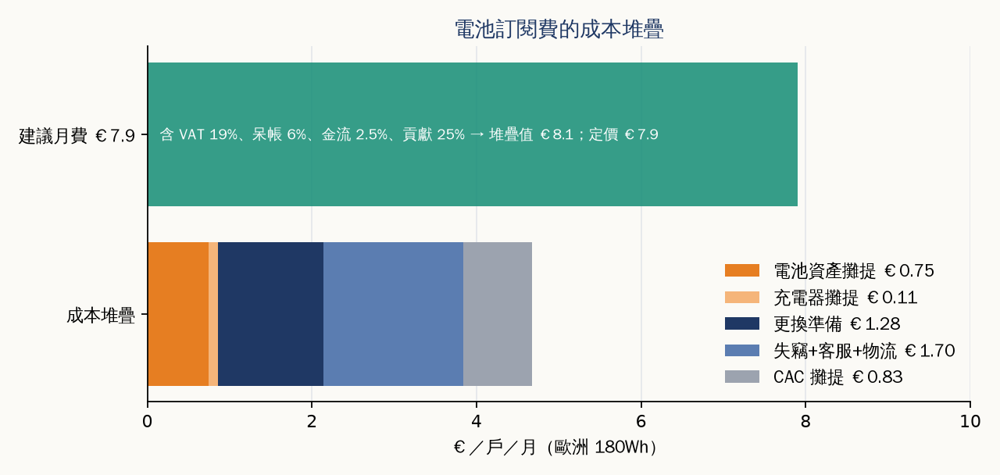 電池訂閱費的成本堆疊
建議月費 €7.9
含 VAT 19%、呆帳 6%、金流 2.5%、貢獻 25% → 堆疊值 €8.1；定價 €7.9
成本堆疊
電池資產攤提 €0.75
充電器攤提 €0.11
更換準備 €1.28
失竊+客服+物流 €1.70
CAC 攤提 €0.83
0 2 4 6 8 10
€／戶／月（歐洲 180Wh）